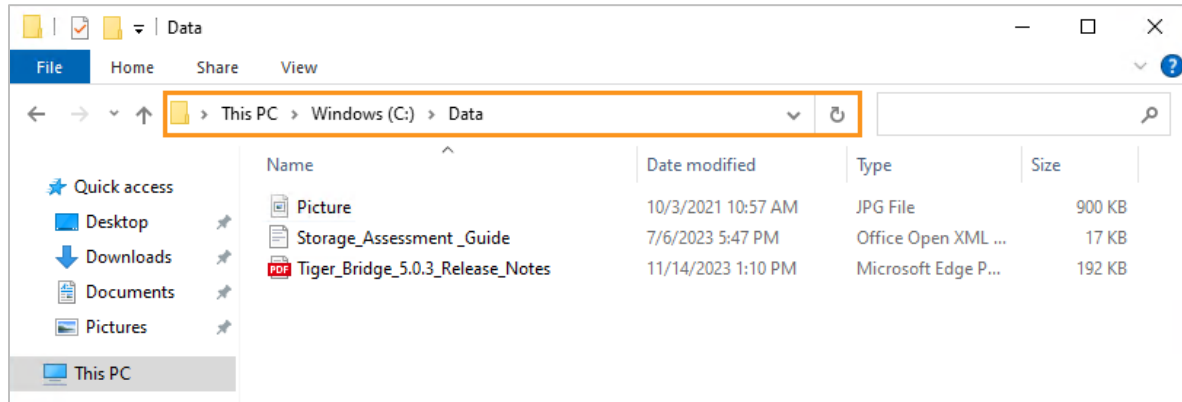 Data
File Home Share View
This PC > Windows (C:) > Data
Name Date modified Type Size
Quick access
Desktop
Downloads
Documents
Pictures
This PC
Picture 10/3/2021 10:57 AM JPG File 900 KB
Storage_Assessment _Guide 7/6/2023 5:47 PM Office Open XML ... 17 KB
PDF Tiger_Bridge_5.0.3_Release_Notes 11/14/2023 1:10 PM Microsoft Edge P... 192 KB